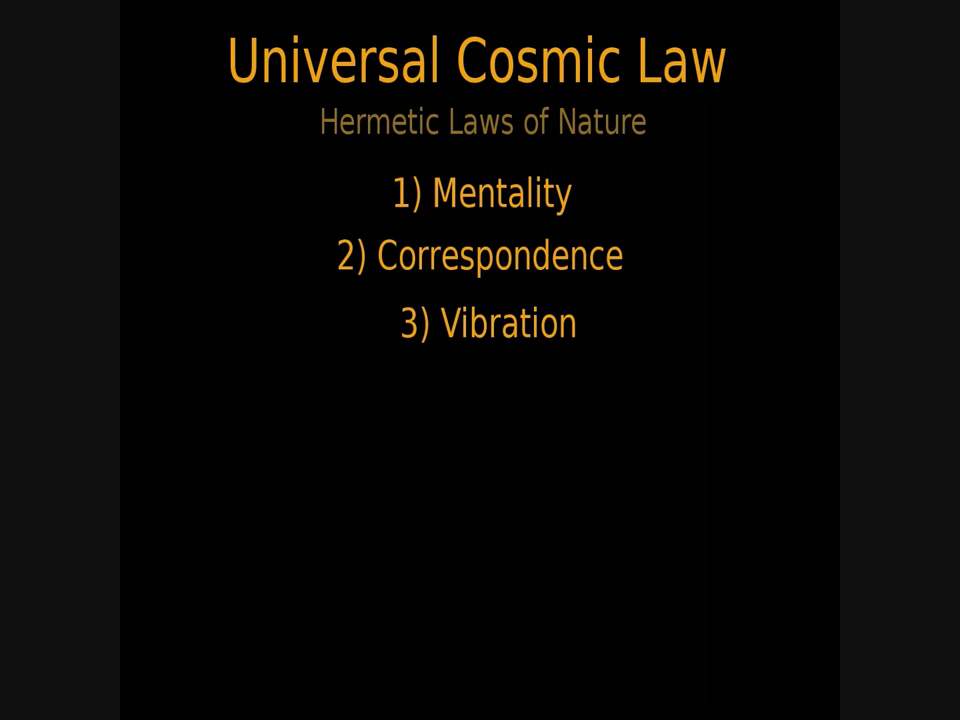 Universal Cosmic Law
Hermetic Laws of Nature
1) Mentality
2) Correspondence
3) Vibration